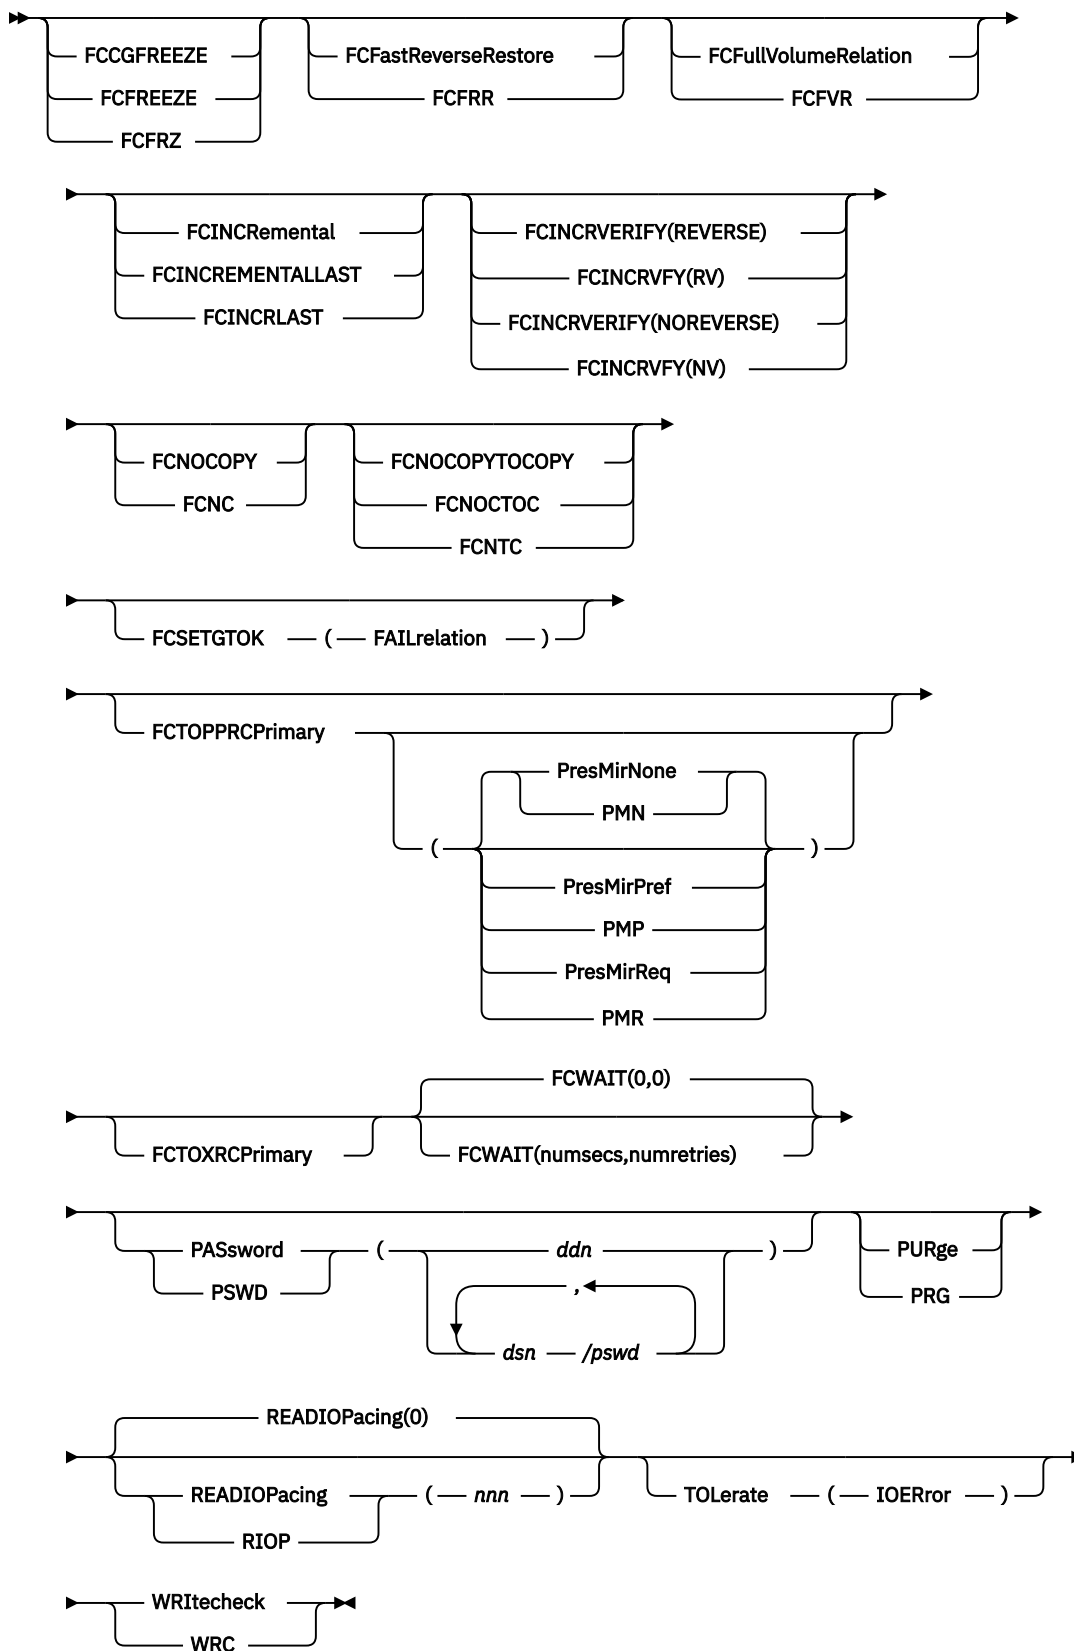 FCCGFREEZE FCFastReverseRestore FCFullVolumeRelation
FCFREEZE FCFRR FCFVR
FCFRZ
FCINCRemental FCINCRVERIFY(REVERSE)
FCINCREMENTALLAST FCINCRVFY(RV)
FCINCRLAST FCINCRVERIFY(NOREVERSE)
FCINCRVFY(NV)
FCNOCOPY FCNOCOPYTOCOPY
FCNC FCNOCTOC
FCNTC
FCSETGTOK ( FAILrelation )
FCTOPPRCPrimary
PresMirNone
PMN
( )
PresMirPref
PMP
PresMirReq
PMR
FCWAIT(0,0)
FCTOXRCPrimary FCWAIT(numsecs,numretries)
PASsword ( ddn ) PURge
PSWD , PRG
dsn /pswd
READIOPacing(0)
READIOPacing ( nnn ) TOLerate ( IOERror )
RIOP
WRItecheck
WRC